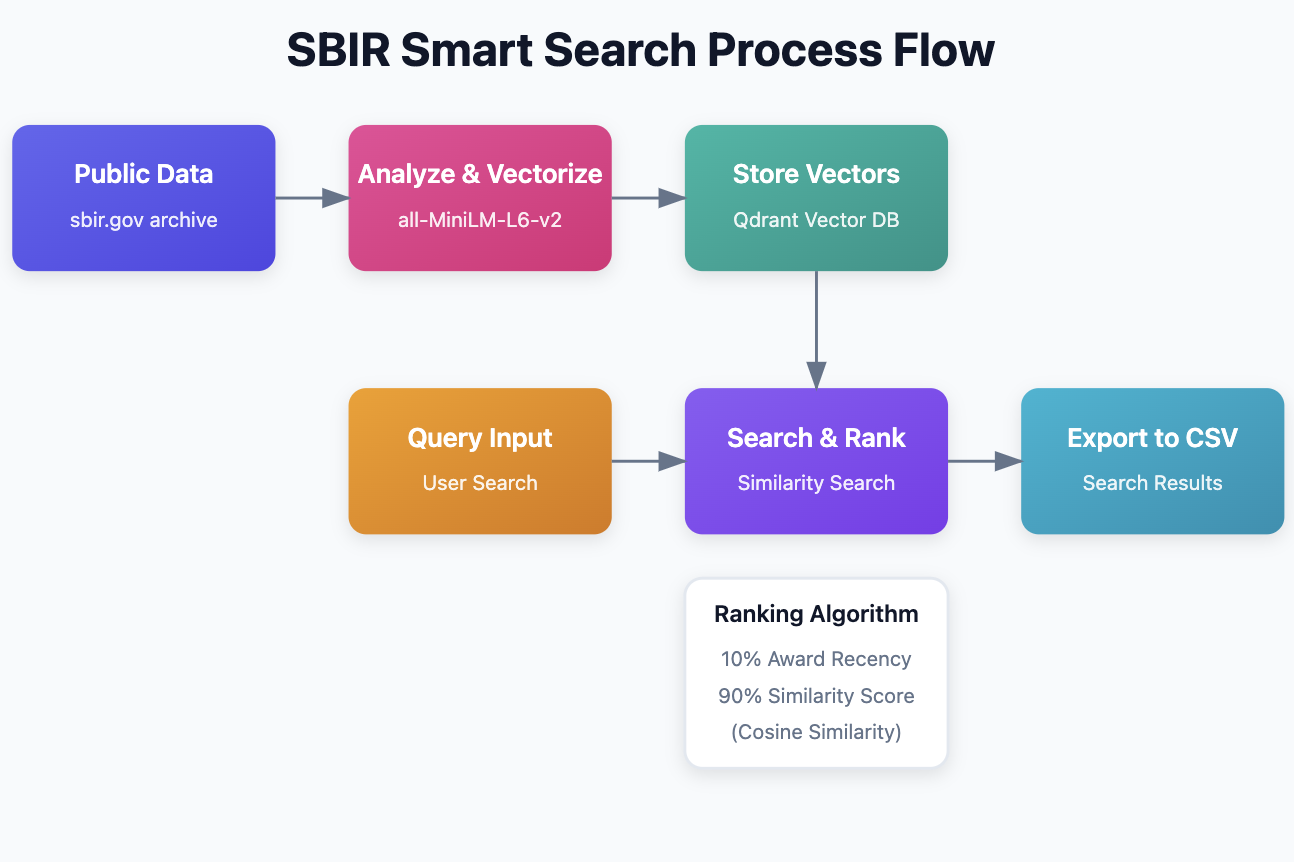 SBIR Smart Search Process Flow
Public Data
sbir.gov archive
Analyze & Vectorize
all-MiniLM-L6-v2
Store Vectors
Qdrant Vector DB
Query Input
User Search
Search & Rank
Similarity Search
Export to CSV
Search Results
Ranking Algorithm
10% Award Recency
90% Similarity Score
(Cosine Similarity)